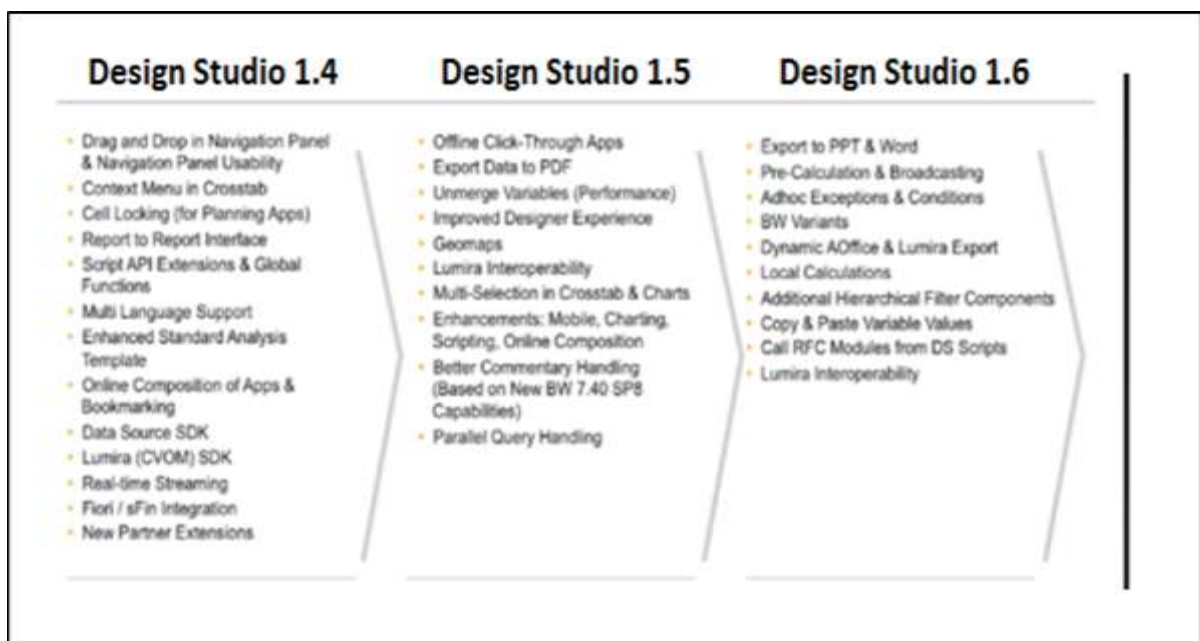 Design Studio 1.4
Drag and Drop in Navigation Panel
& Navigation Panel Usability
Context Menu in Crosstab
Cell Locking (for Planning Apps)
Report to Report Interface
Script API Extensions & Global
Functions
Multi Language Support
Enhanced Standard Analysis
Template
Online Composition of Apps &
Bookmarking
Data Source SDK
Lumira (CVOM) SDK
Real-time Streaming
Fiori / sFin Integration
New Partner Extensions
Design Studio 1.5
Offline Click-Through Apps
Export Data to PDF
Unmerge Variables (Performance)
Improved Designer Experience
Geomaps
Lumira Interoperability
Multi-Selection in Crosstab & Charts
Enhancements: Mobile, Charting,
Scripting, Online Composition
Better Commentary Handling
(Based on New BW 7.40 SP8
Capabilities)
Parallel Query Handling
Design Studio 1.6
Export to PPT & Word
Pre-Calculation & Broadcasting
Adhoc Exceptions & Conditions
BW Variants
Dynamic AOffice & Lumira Export
Local Calculations
Additional Hierarchical Filter Components
Copy & Paste Variable Values
Call RFC Modules from DS Scripts
Lumira Interoperability